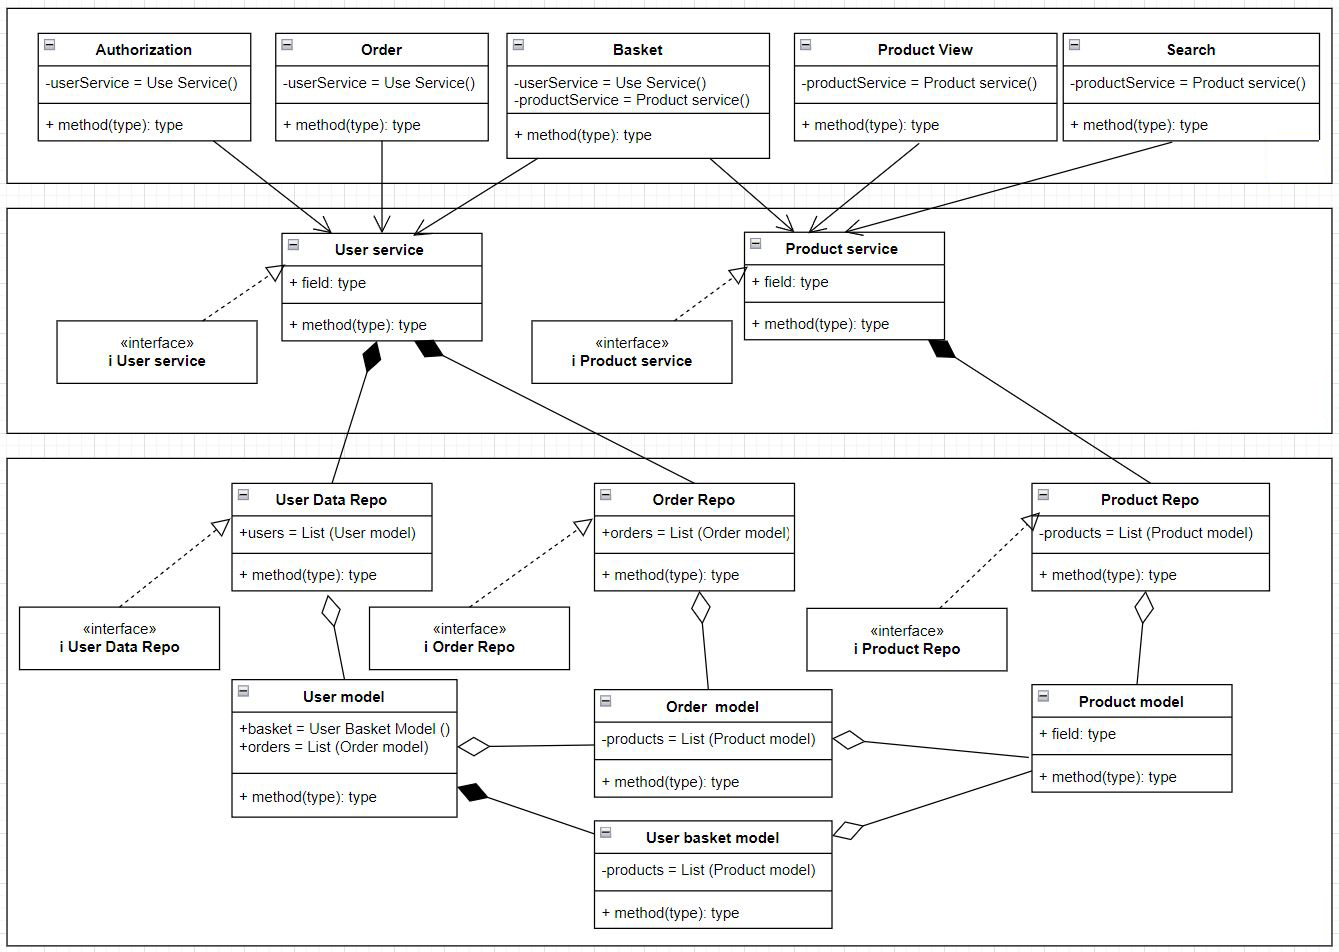 Authorization
-userService = Use Service()
+ method(type): type
Order
-userService = Use Service()
+ method(type): type
Basket
-userService = Use Service()
-productService = Product service()
+ method(type): type
Product View
-productService = Product service()
+ method(type): type
Search
-productService = Product service()
+ method(type): type
User service
+ field: type
+ method(type): type
«interface»
i User service
Product service
+ field: type
+ method(type): type
«interface»
i Product service
User Data Repo
+users = List (User model)
+ method(type): type
«interface»
i User Data Repo
Order Repo
+orders = List (Order model)
+ method(type): type
«interface»
i Order Repo
Product Repo
-products = List (Product model)
+ method(type): type
«interface»
i Product Repo
User model
+basket = User Basket Model ()
+orders = List (Order model)
+ method(type): type
Order model
-products = List (Product model)
+ method(type): type
Product model
+ field: type
+ method(type): type
User basket model
-products = List (Product model)
+ method(type): type